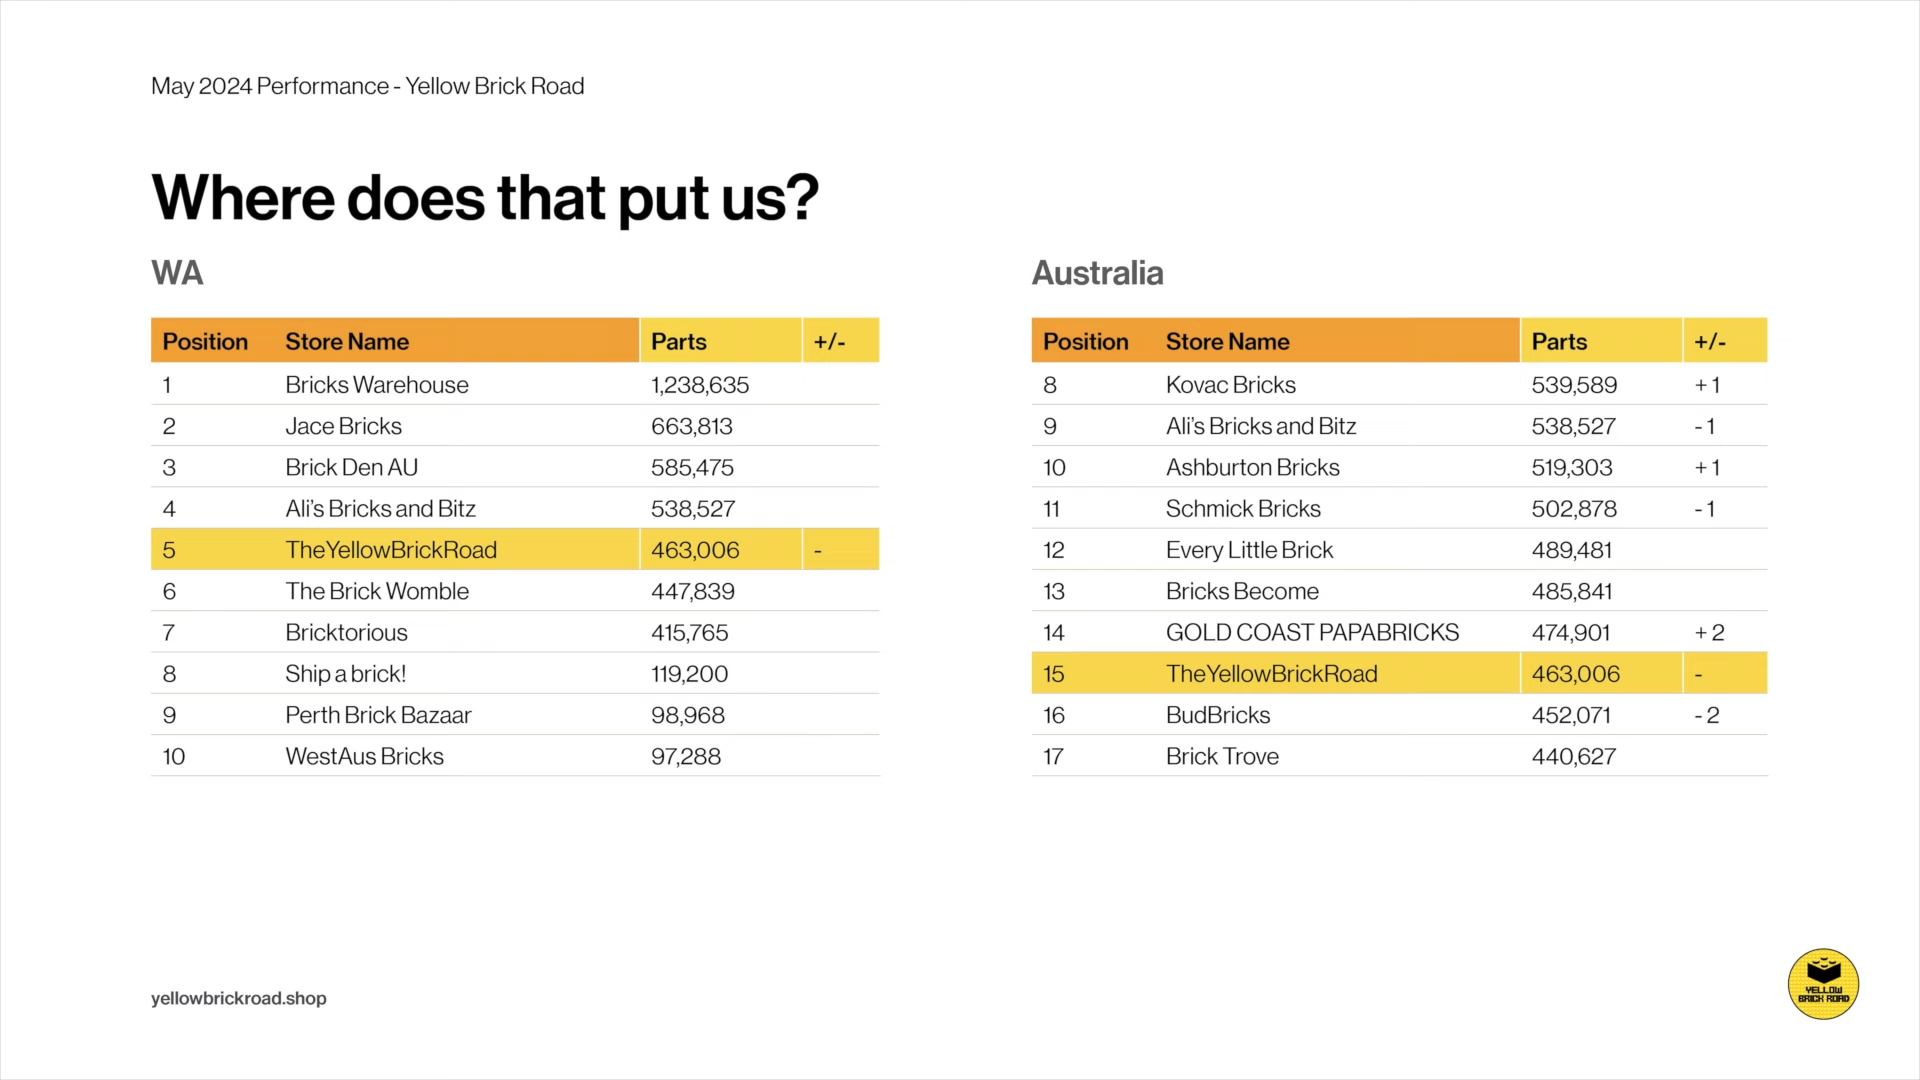 May 2024 Performance - Yellow Brick Road
Where does that put us?
WA
Position Store Name Parts +/-
1 Bricks Warehouse 1,238,635
2 Jace Bricks 663,813
3 Brick Den AU 585,475
4 Ali’s Bricks and Bitz 538,527
5 TheYellowBrickRoad 463,006 -
6 The Brick Womble 447,839
7 Bricktorious 415,765
8 Ship a brick! 119,200
9 Perth Brick Bazaar 98,968
10 WestAus Bricks 97,288
Australia
Position Store Name Parts +/-
8 Kovac Bricks 539,589 + 1
9 Ali’s Bricks and Bitz 538,527 - 1
10 Ashburton Bricks 519,303 + 1
11 Schmick Bricks 502,878 - 1
12 Every Little Brick 489,481
13 Bricks Become 485,841
14 GOLD COAST PAPABRICKS 474,901 + 2
15 TheYellowBrickRoad 463,006 -
16 BudBricks 452,071 - 2
17 Brick Trove 440,627
yellowbrickroad.shop
YELLOW
BRICK ROAD